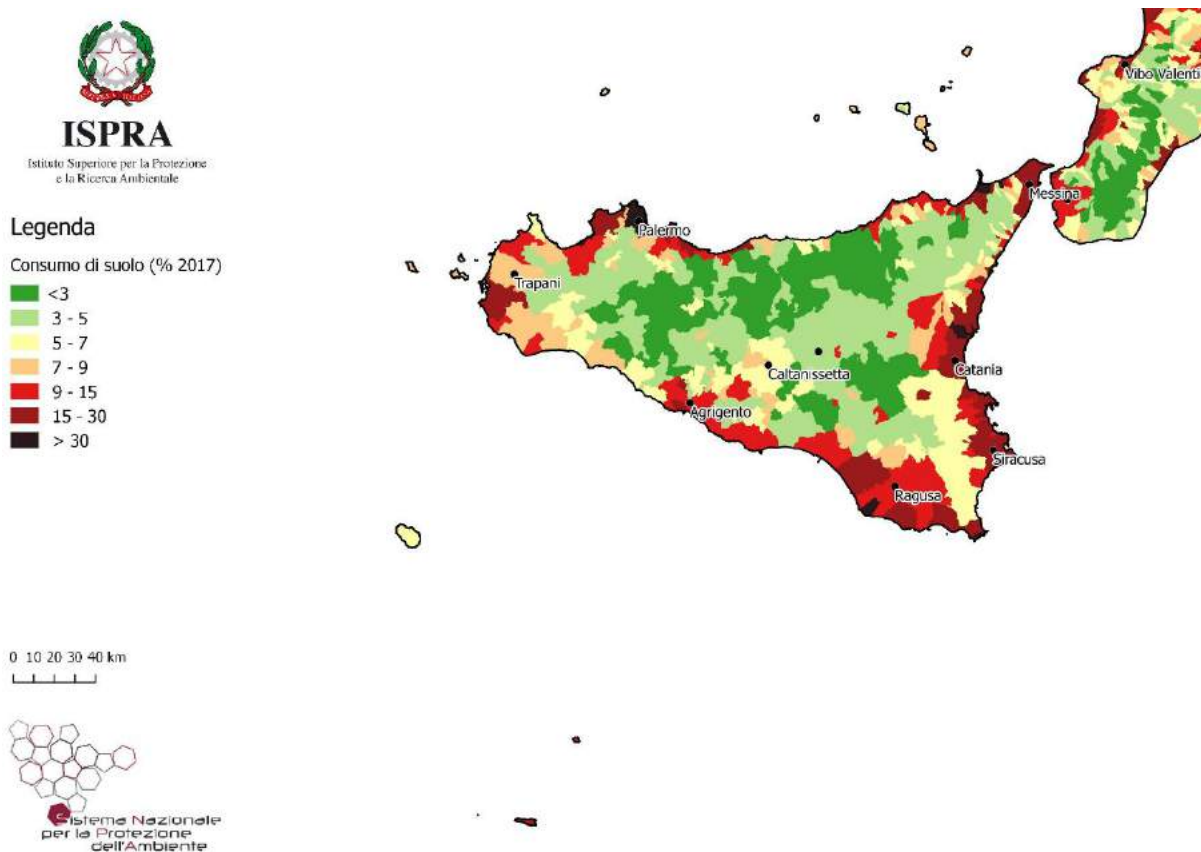 ISPRA
Istituto Superiore per la Protezione
e la Ricerca Ambientale
Legenda
Consumo di suolo (% 2017)
<3
3 - 5
5 - 7
7 - 9
9 - 15
15 - 30
> 30
Vibo Valenti
Messina
Palermo
Trapani
Caltanissetta
Catania
Agrigento
Siracusa
Ragusa
0 10 20 30 40 km
Sistema Nazionale
per la Protezione
dell'Ambiente